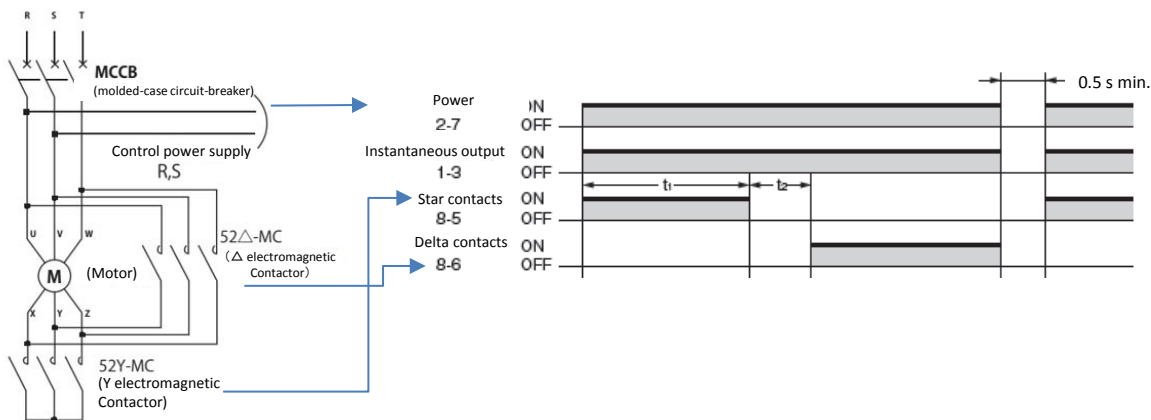 R S T
MCCB
(molded-case circuit-breaker)
Control power supply
R,S
U V W
52△-MC
(△ electromagnetic
Contactor)
M
(Motor)
X Y Z
52Y-MC
(Y electromagnetic
Contactor)
0.5 s min.
Power
2-7
ON
OFF
Instantaneous output
1-3
ON
OFF
t1
t2
Star contacts
8-5
ON
OFF
Delta contacts
8-6
ON
OFF